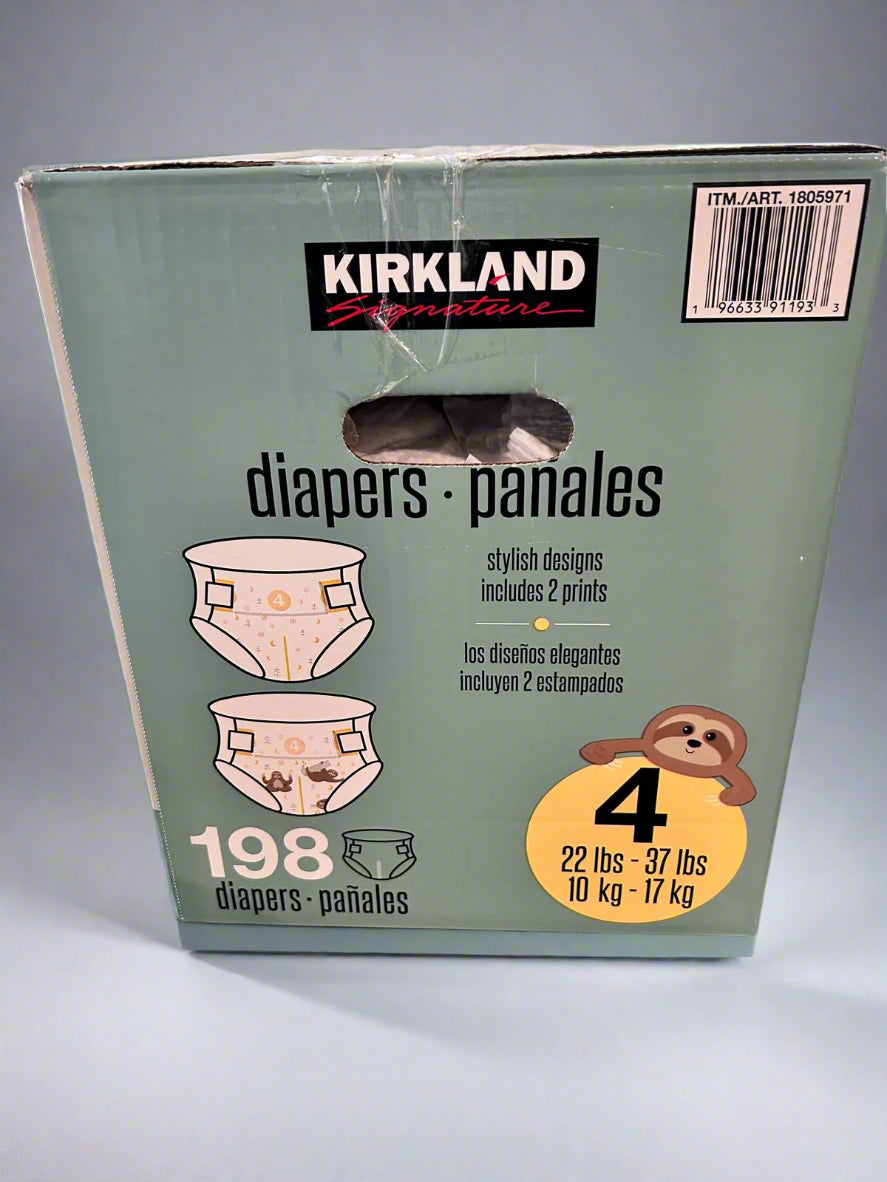 ITM./ART. 1805971
1 96633 91193 3
KIRKLAND
Signature
diapers · pañales
stylish designs
includes 2 prints
los diseños elegantes
incluyen 2 estampados
4
4
198
diapers · pañales
4
22 lbs - 37 lbs
10 kg - 17 kg